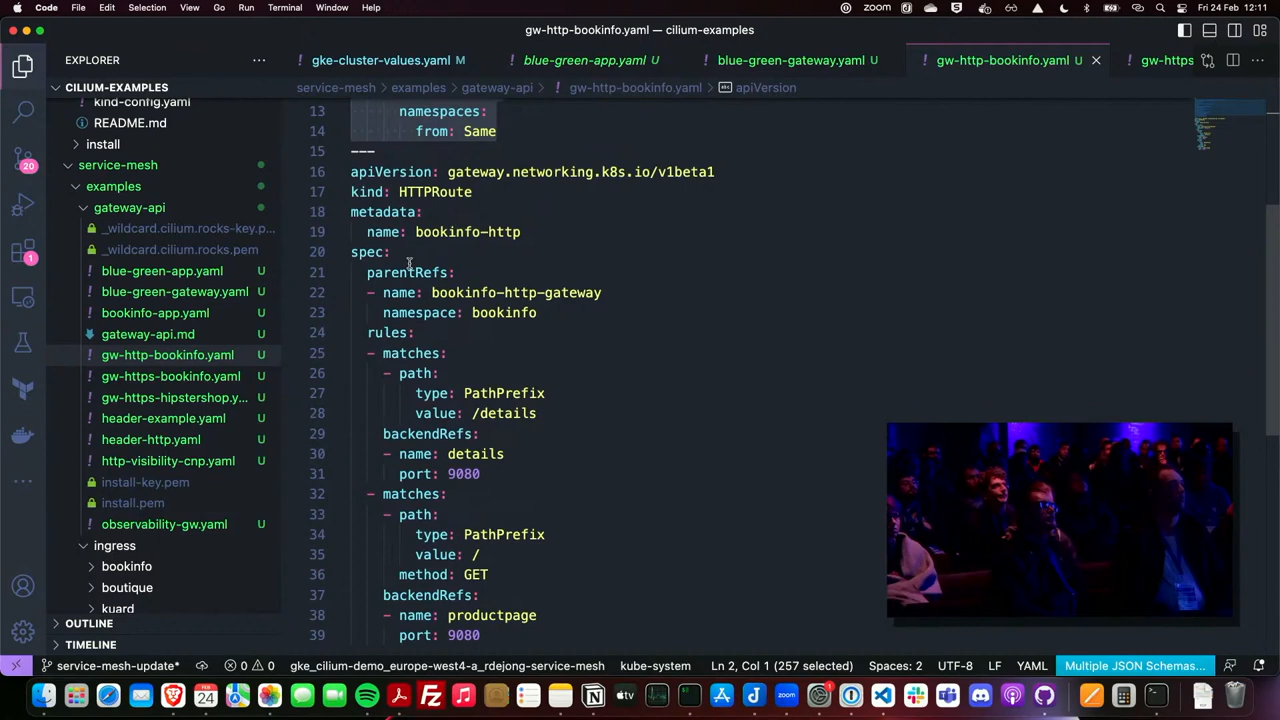 Code File Edit Selection View Go Run Terminal Window Help zoom Fri 24 Feb 12:11
gw-http-bookinfo.yaml — cilium-examples
EXPLORER
gke-cluster-values.yaml M
blue-green-app.yaml U
blue-green-gateway.yaml U
gw-http-bookinfo.yaml U
gw-https
service-mesh > examples > gateway-api > ! gw-http-bookinfo.yaml > apiVersion
CILIUM-EXAMPLES
kind-config.yaml
README.md
install
service-mesh
examples
gateway-api
_wildcard.cilium.rocks-key.p...
_wildcard.cilium.rocks.pem
! blue-green-app.yaml U
! blue-green-gateway.yaml U
! bookinfo-app.yaml U
gateway-api.md U
! gw-http-bookinfo.yaml U
! gw-https-bookinfo.yaml U
! gw-https-hipstershop.y... U
! header-example.yaml U
! header-http.yaml U
! http-visibility-cnp.yaml U
install-key.pem
install.pem
! observability-gw.yaml U
ingress
bookinfo
boutique
kuard
OUTLINE
TIMELINE
20
1
13 namespaces:
14 from: Same
15 ---
16 apiVersion: gateway.networking.k8s.io/v1beta1
17 kind: HTTPRoute
18 metadata:
19 name: bookinfo-http
20 spec:
21 parentRefs:
22 - name: bookinfo-http-gateway
23 namespace: bookinfo
24 rules:
25 - matches:
26 - path:
27 type: PathPrefix
28 value: /details
29 backendRefs:
30 - name: details
31 port: 9080
32 - matches:
33 - path:
34 type: PathPrefix
35 value: /
36 method: GET
37 backendRefs:
38 - name: productpage
39 port: 9080
service-mesh-update* 0 0 gke_cilium-demo_europe-west4-a_rdejong-service-mesh kube-system Ln 2, Col 1 (257 selected) Spaces: 2 UTF-8 LF YAML Multiple JSON Schemas...